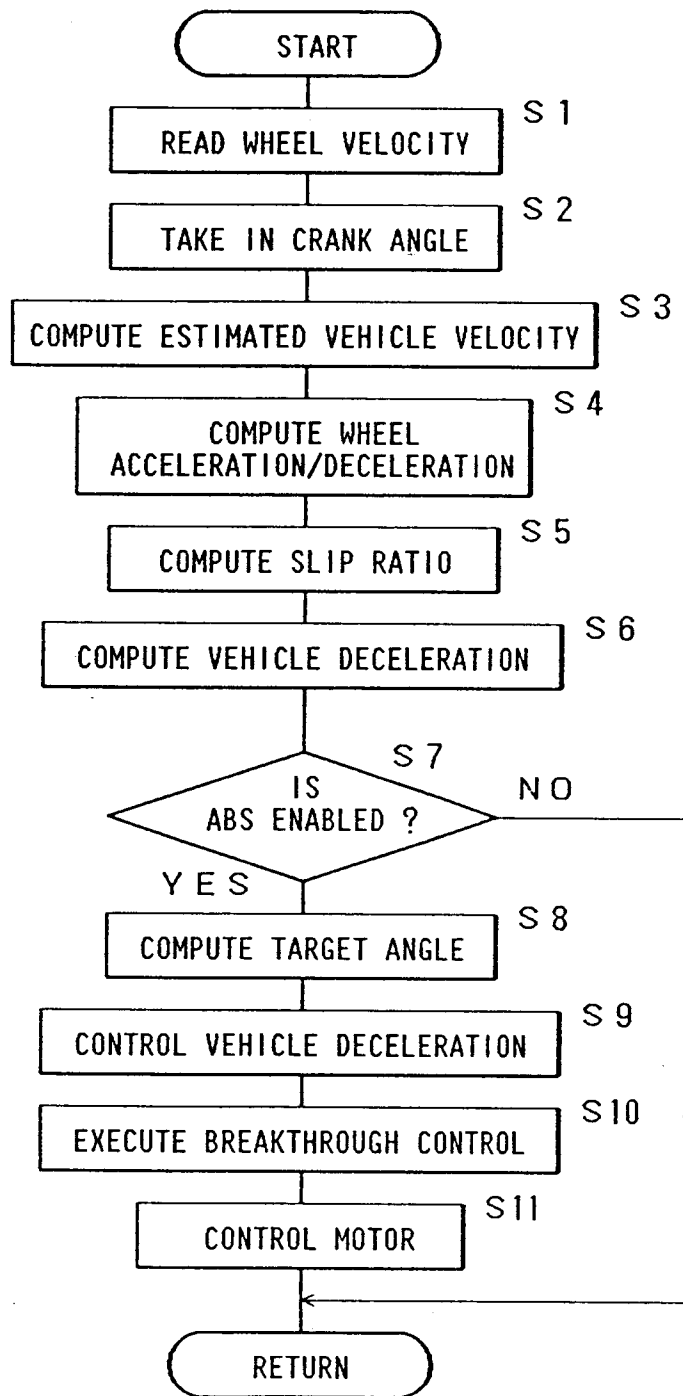 START
S1
READ WHEEL VELOCITY
S2
TAKE IN CRANK ANGLE
S3
COMPUTE ESTIMATED VEHICLE VELOCITY
S4
COMPUTE WHEEL
ACCELERATION/DECELERATION
S5
COMPUTE SLIP RATIO
S6
COMPUTE VEHICLE DECELERATION
S7
IS
ABS ENABLED ?
NO
YES
S8
COMPUTE TARGET ANGLE
S9
CONTROL VEHICLE DECELERATION
S10
EXECUTE BREAKTHROUGH CONTROL
S11
CONTROL MOTOR
RETURN